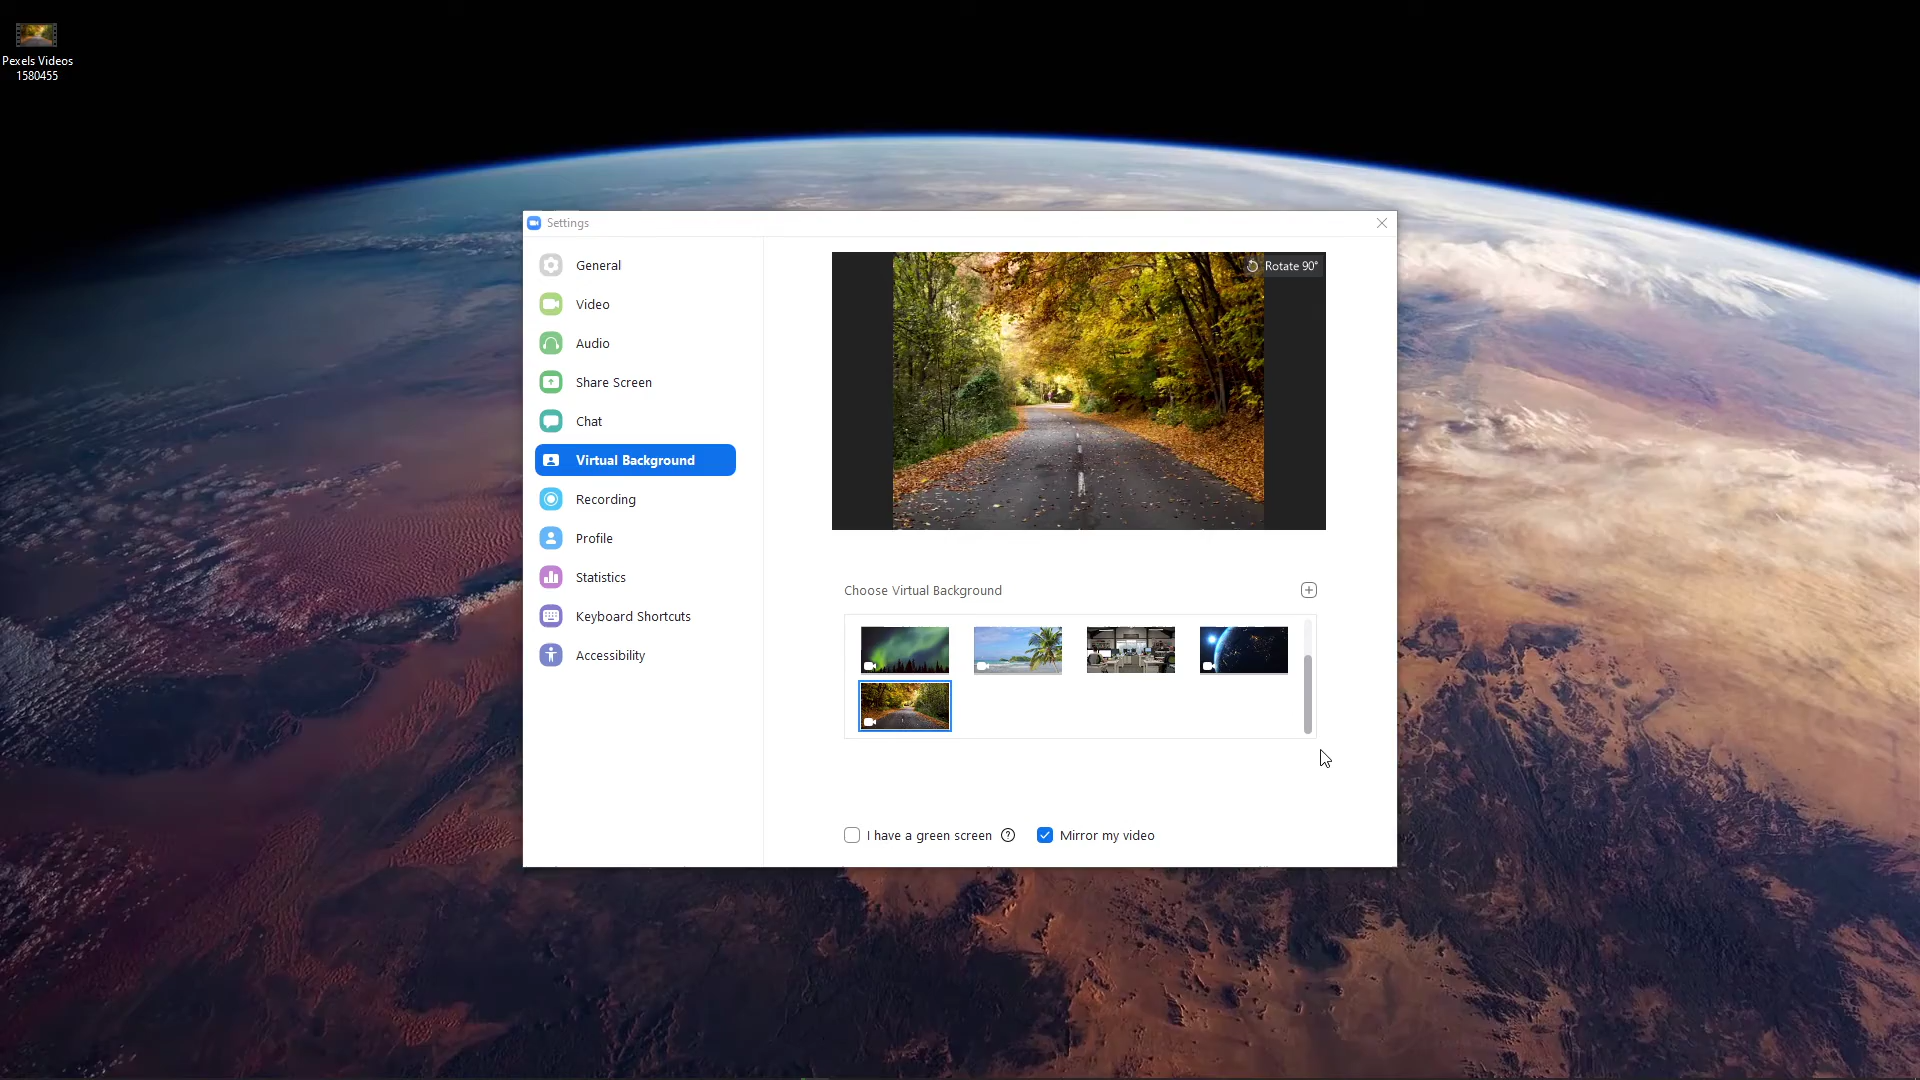 Pexels Videos
1580455
Settings
General
Video
Audio
Share Screen
Chat
Virtual Background
Recording
Profile
Statistics
Keyboard Shortcuts
Accessibility
Rotate 90°
Choose Virtual Background
I have a green screen
Mirror my video